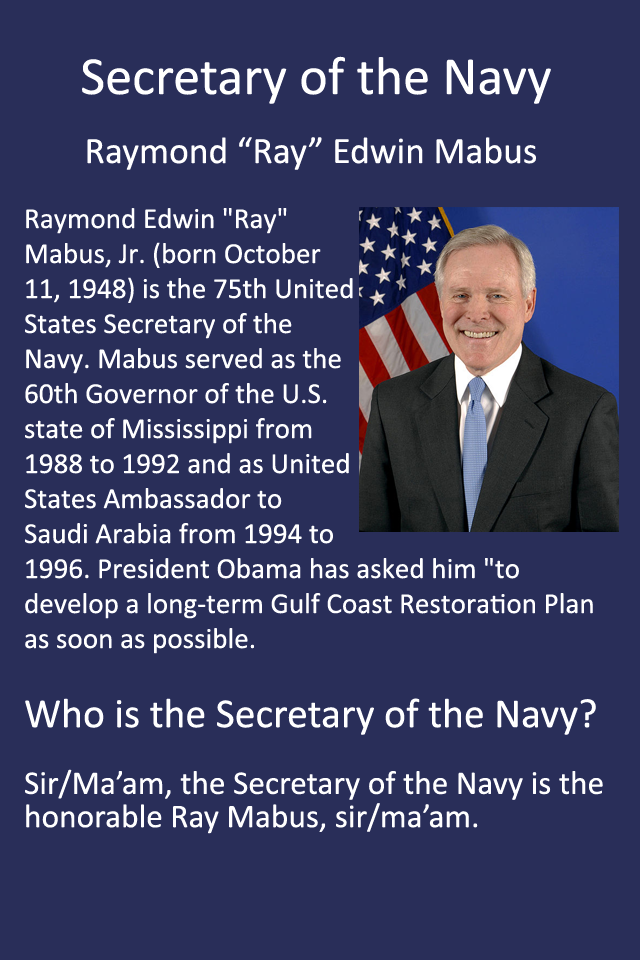 Secretary of the Navy
Raymond “Ray” Edwin Mabus
Raymond Edwin "Ray"
Mabus, Jr. (born October
11, 1948) is the 75th United
States Secretary of the
Navy. Mabus served as the
60th Governor of the U.S.
state of Mississippi from
1988 to 1992 and as United
States Ambassador to
Saudi Arabia from 1994 to
1996. President Obama has asked him "to
develop a long-term Gulf Coast Restoration Plan
as soon as possible.
Who is the Secretary of the Navy?
Sir/Ma’am, the Secretary of the Navy is the
honorable Ray Mabus, sir/ma’am.